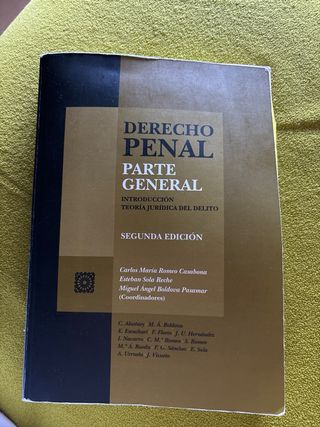 DERECHO
PENAL
PARTE
GENERAL
INTRODUCCIÓN
TEORÍA JURÍDICA DEL DELITO
SEGUNDA EDICIÓN
Carlos María Romeo Casabona
Esteban Sola Reche
Miguel Ángel Boldova Pasamar
(Coordinadores)
C. Alastuey M. Á. Boldova
E. Escuchuri F. Flores J. U. Hernández
I. Navarro C. Mª Romeo S. Romeo
Mª Á. Rueda F. G. Sánchez E. Sola
A. Urruela J.